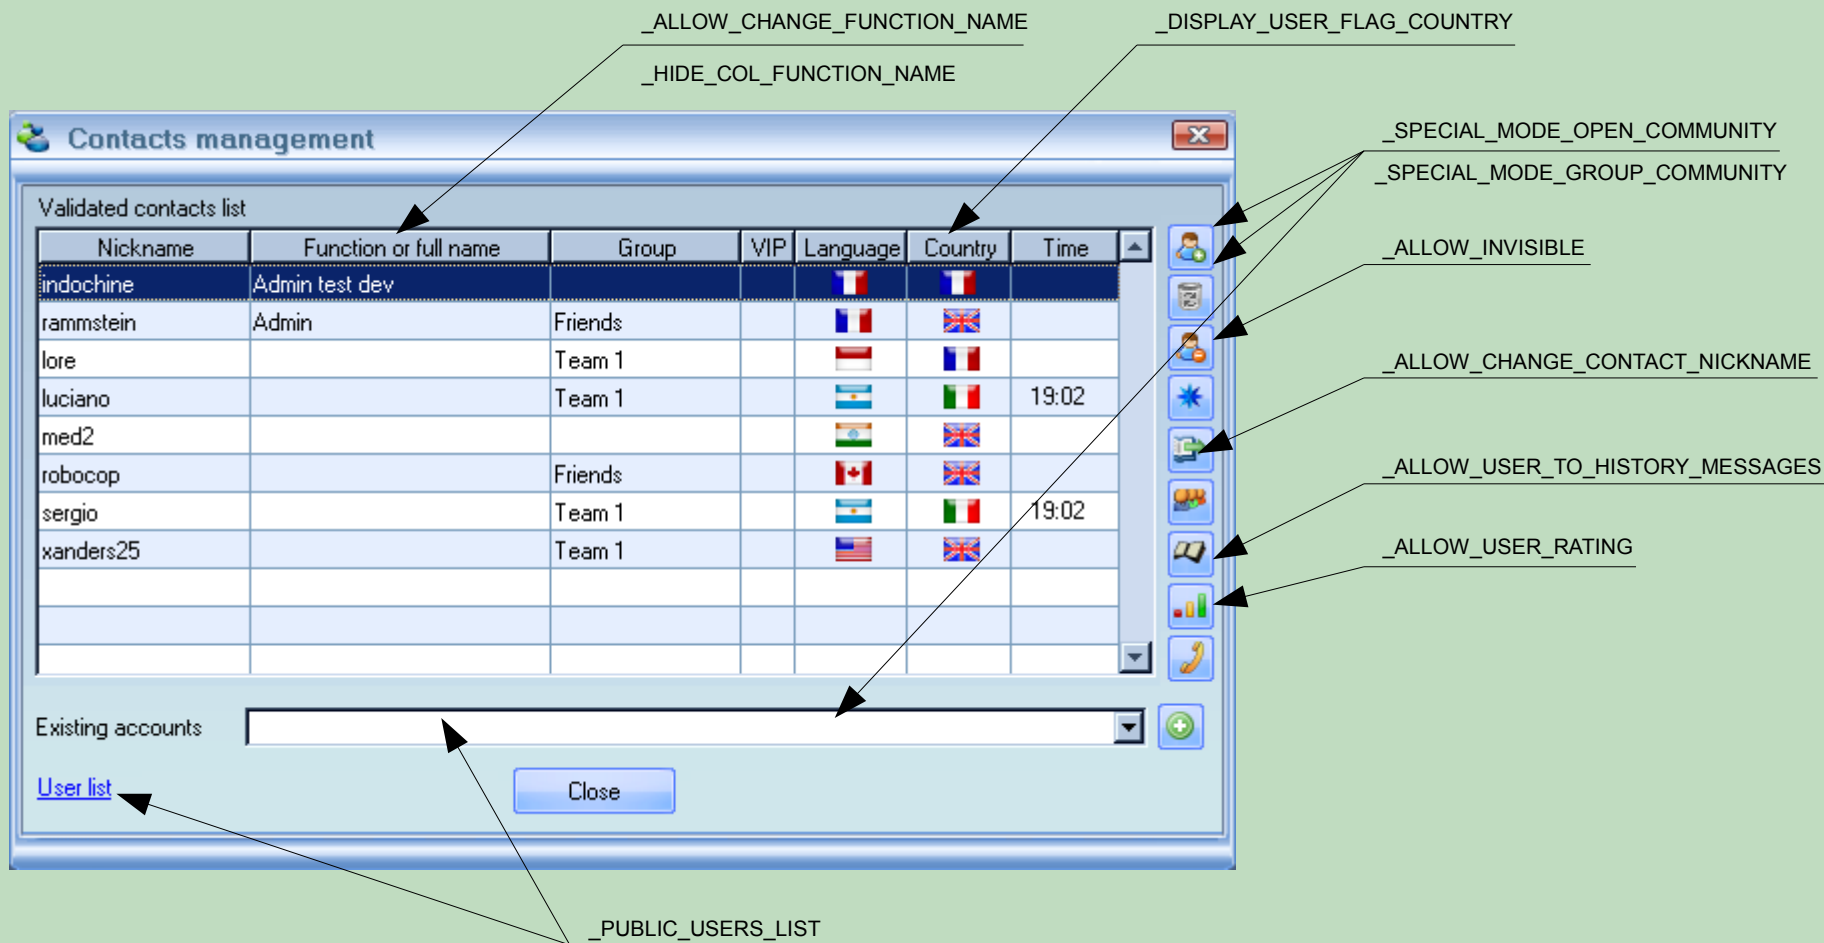 _ALLOW_CHANGE_FUNCTION_NAME
_DISPLAY_USER_FLAG_COUNTRY
_HIDE_COL_FUNCTION_NAME
Contacts management
_SPECIAL_MODE_OPEN_COMMUNITY
_SPECIAL_MODE_GROUP_COMMUNITY
Validated contacts list
Nickname Function or full name Group VIP Language Country Time
_ALLOW_INVISIBLE
indochine Admin test dev
rammstein Admin Friends
lore Team 1
_ALLOW_CHANGE_CONTACT_NICKNAME
luciano Team 1 19:02
med2
_ALLOW_USER_TO_HISTORY_MESSAGES
robocop Friends
sergio Team 1 19:02
xanders25 Team 1
_ALLOW_USER_RATING
Existing accounts
User list
Close
_PUBLIC_USERS_LIST